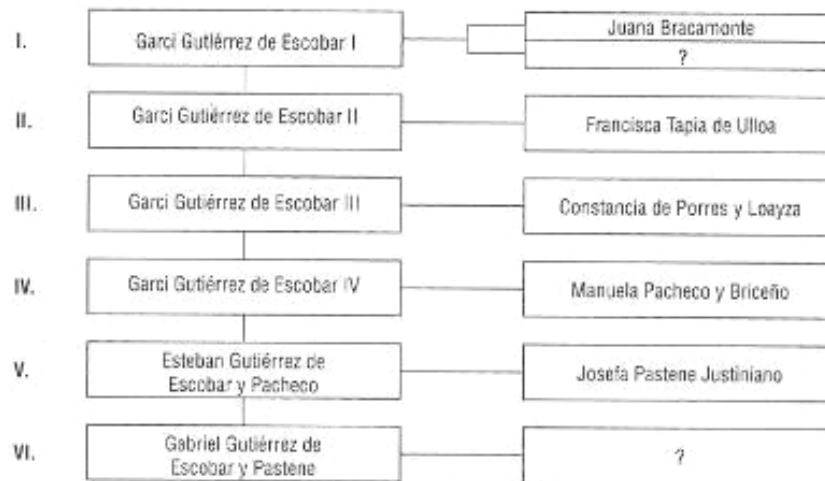 I.
Garci Gutiérrez de Escobar I
Juana Bracamonte
?
II.
Garci Gutiérrez de Escobar II
Francisca Tapia de Ulloa
III.
Garci Gutiérrez de Escobar III
Constancia de Porres y Loayza
IV.
Garci Gutiérrez de Escobar IV
Manuela Pacheco y Briceño
V.
Esteban Gutiérrez de
Escobar y Pacheco
Josefa Pastene Justiniano
VI.
Gabriel Gutiérrez de
Escobar y Pastene
?